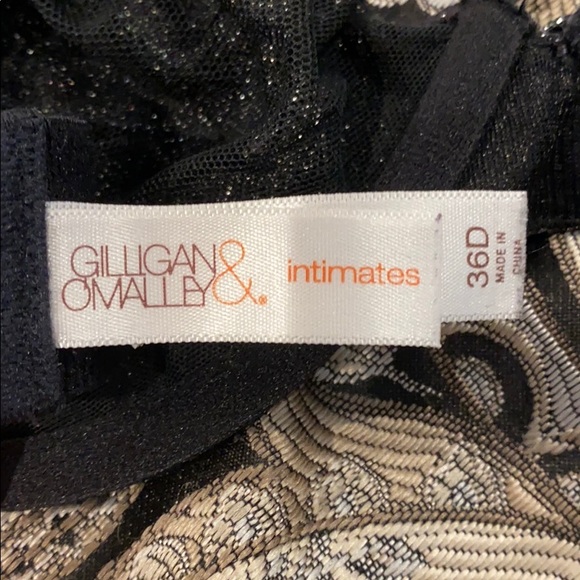 GILLIGAN &
O'MALLEY ®
intimates
36D
MADE IN
CHINA